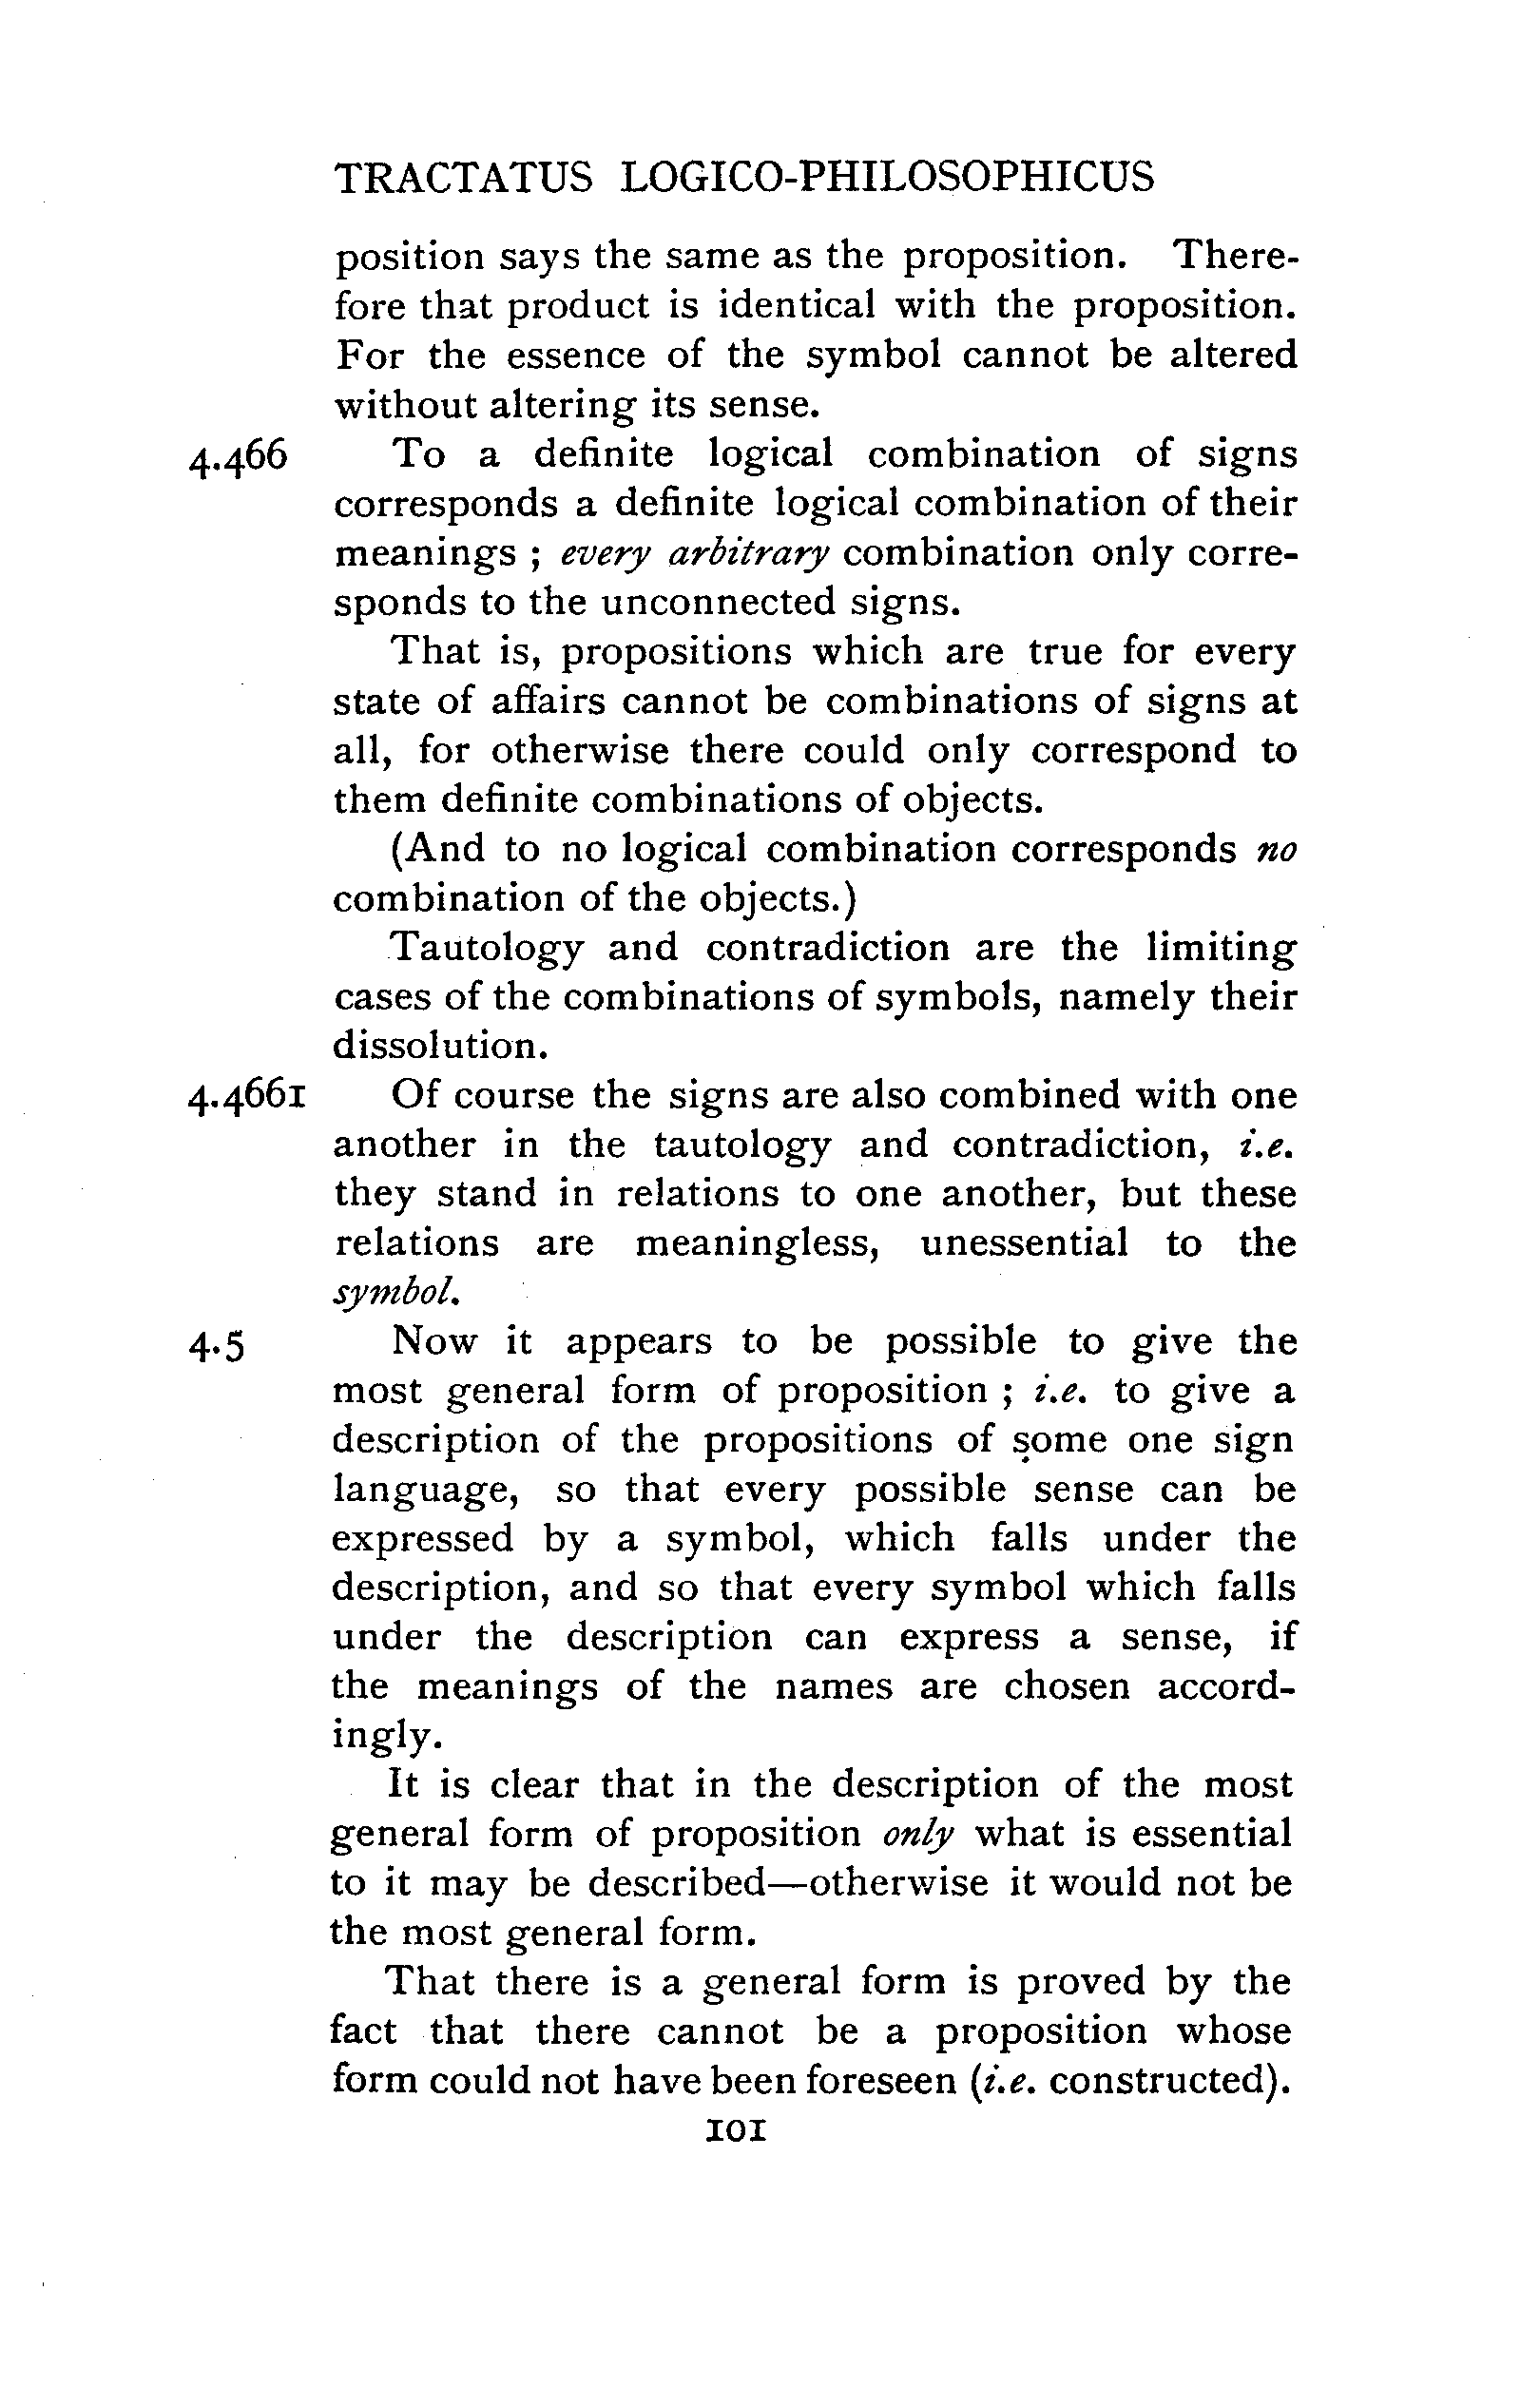 TRACTATUS LOGICO-PHILOSOPHICUS
position says the same as the proposition. There-
fore that product is identical with the proposition.
For the essence of the symbol cannot be altered
without altering its sense.
4.466 To a definite logical combination of signs
corresponds a definite logical combination of their
meanings ; every arbitrary combination only corre-
sponds to the unconnected signs.
That is, propositions which are true for every
state of affairs cannot be combinations of signs at
all, for otherwise there could only correspond to
them definite combinations of objects.
(And to no logical combination corresponds no
combination of the objects.)
Tautology and contradiction are the limiting
cases of the combinations of symbols, namely their
dissolution.
4.4661 Of course the signs are also combined with one
another in the tautology and contradiction, i.e.
they stand in relations to one another, but these
relations are meaningless, unessential to the
symbol.
4.5 Now it appears to be possible to give the
most general form of proposition ; i.e. to give a
description of the propositions of some one sign
language, so that every possible sense can be
expressed by a symbol, which falls under the
description, and so that every symbol which falls
under the description can express a sense, if
the meanings of the names are chosen accord-
ingly.
It is clear that in the description of the most
general form of proposition only what is essential
to it may be described—otherwise it would not be
the most general form.
That there is a general form is proved by the
fact that there cannot be a proposition whose
form could not have been foreseen (i.e. constructed).
101